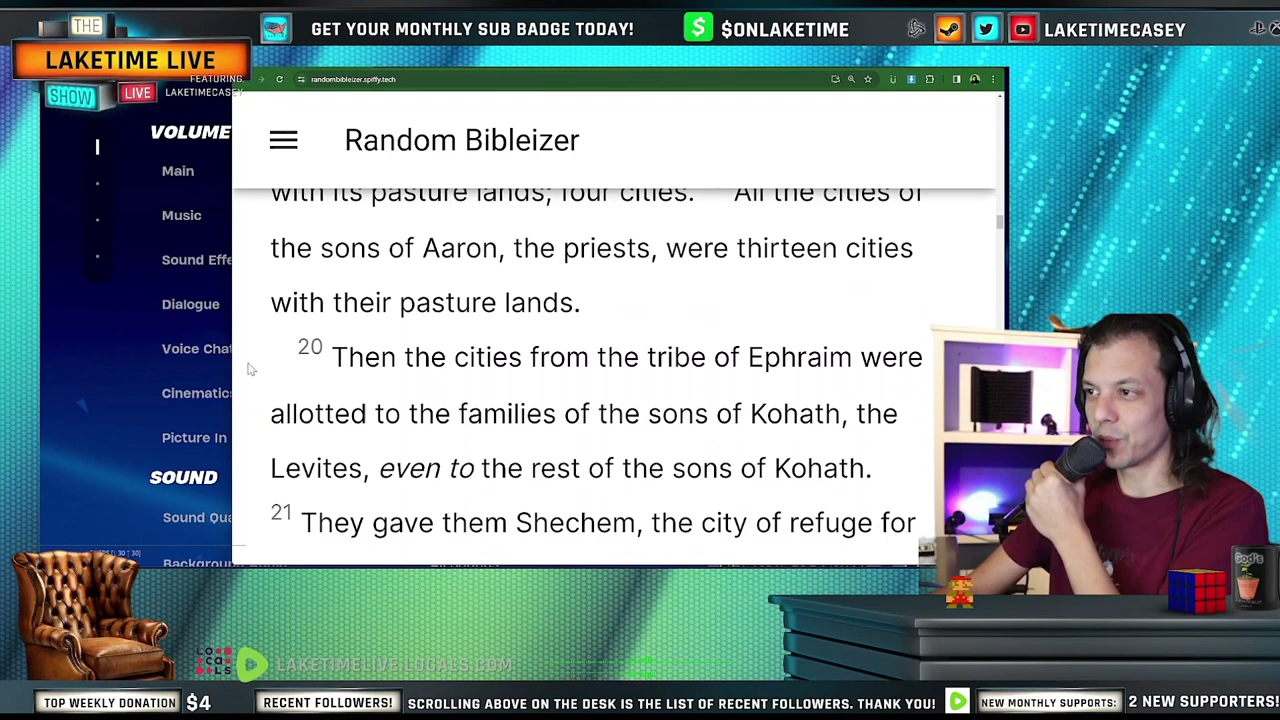 THE
LAKETIME LIVE
SHOW
LIVE
FEATURING:
LAKETIMECASEY
GET YOUR MONTHLY SUB BADGE TODAY!
$ONLAKETIME
LAKETIMECASEY
randombibleizer.spiffy.tech
Random Bibleizer
with its pasture lands; four cities. All the cities of
the sons of Aaron, the priests, were thirteen cities
with their pasture lands.
20 Then the cities from the tribe of Ephraim were
allotted to the families of the sons of Kohath, the
Levites, even to the rest of the sons of Kohath.
21 They gave them Shechem, the city of refuge for
VOLUME
Main
Music
Sound Effe
Dialogue
Voice Chat
Cinematics
Picture In
SOUND
Sound Qua
Background
God's
LOCALS
LAKETIMELIVE.LOCALS.COM
TOP WEEKLY DONATION
$4
RECENT FOLLOWERS!
SCROLLING ABOVE ON THE DESK IS THE LIST OF RECENT FOLLOWERS. THANK YOU!
NEW MONTHLY SUPPORTS:
2 NEW SUPPORTERS!